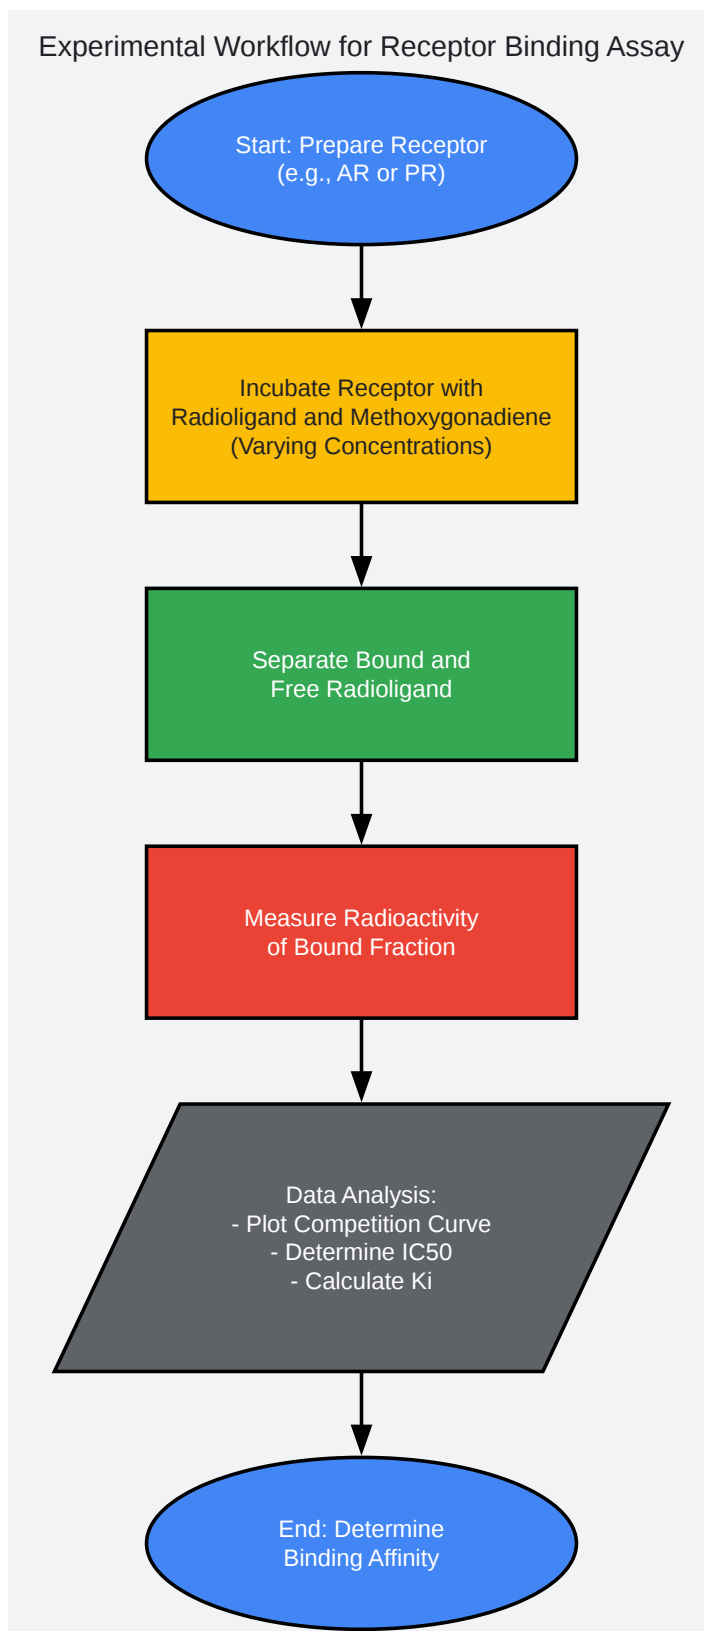 Experimental Workflow for Receptor Binding Assay
Start: Prepare Receptor
(e.g., AR or PR)
Incubate Receptor with
Radioligand and Methoxygonadiene
(Varying Concentrations)
Separate Bound and
Free Radioligand
Measure Radioactivity
of Bound Fraction
Data Analysis:
- Plot Competition Curve
- Determine IC50
- Calculate Ki
End: Determine
Binding Affinity